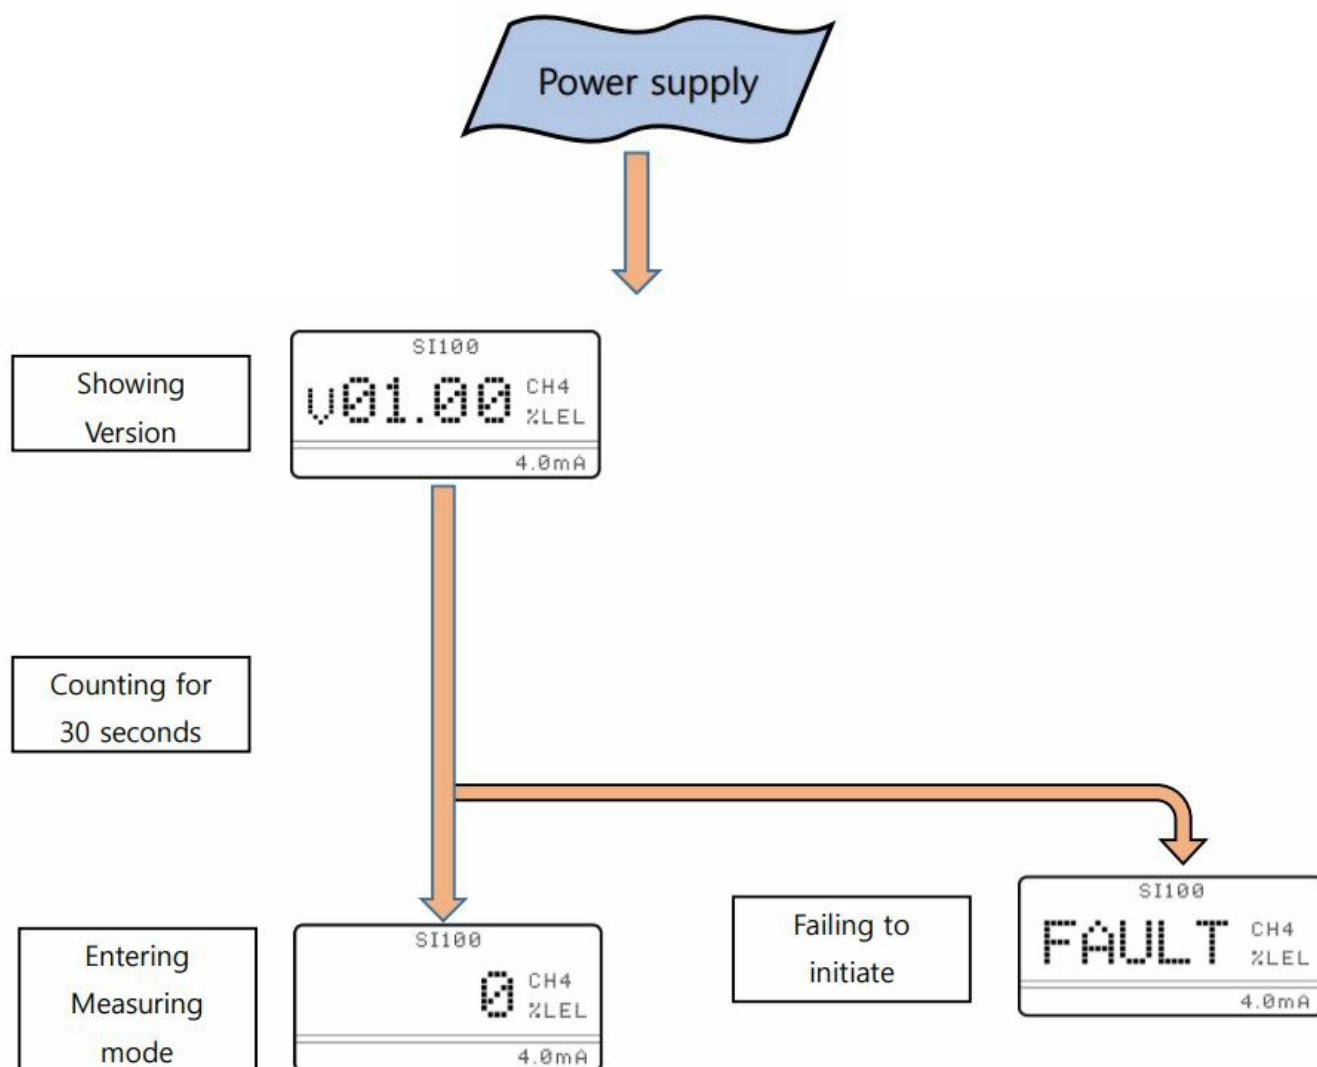 Power supply
Showing
Version
SI100
v01.00
CH4
%LEL
4.0mA
Counting for
30 seconds
Entering
Measuring
mode
SI100
0
CH4
%LEL
4.0mA
Failing to
initiate
SI100
FAULT
CH4
%LEL
4.0mA